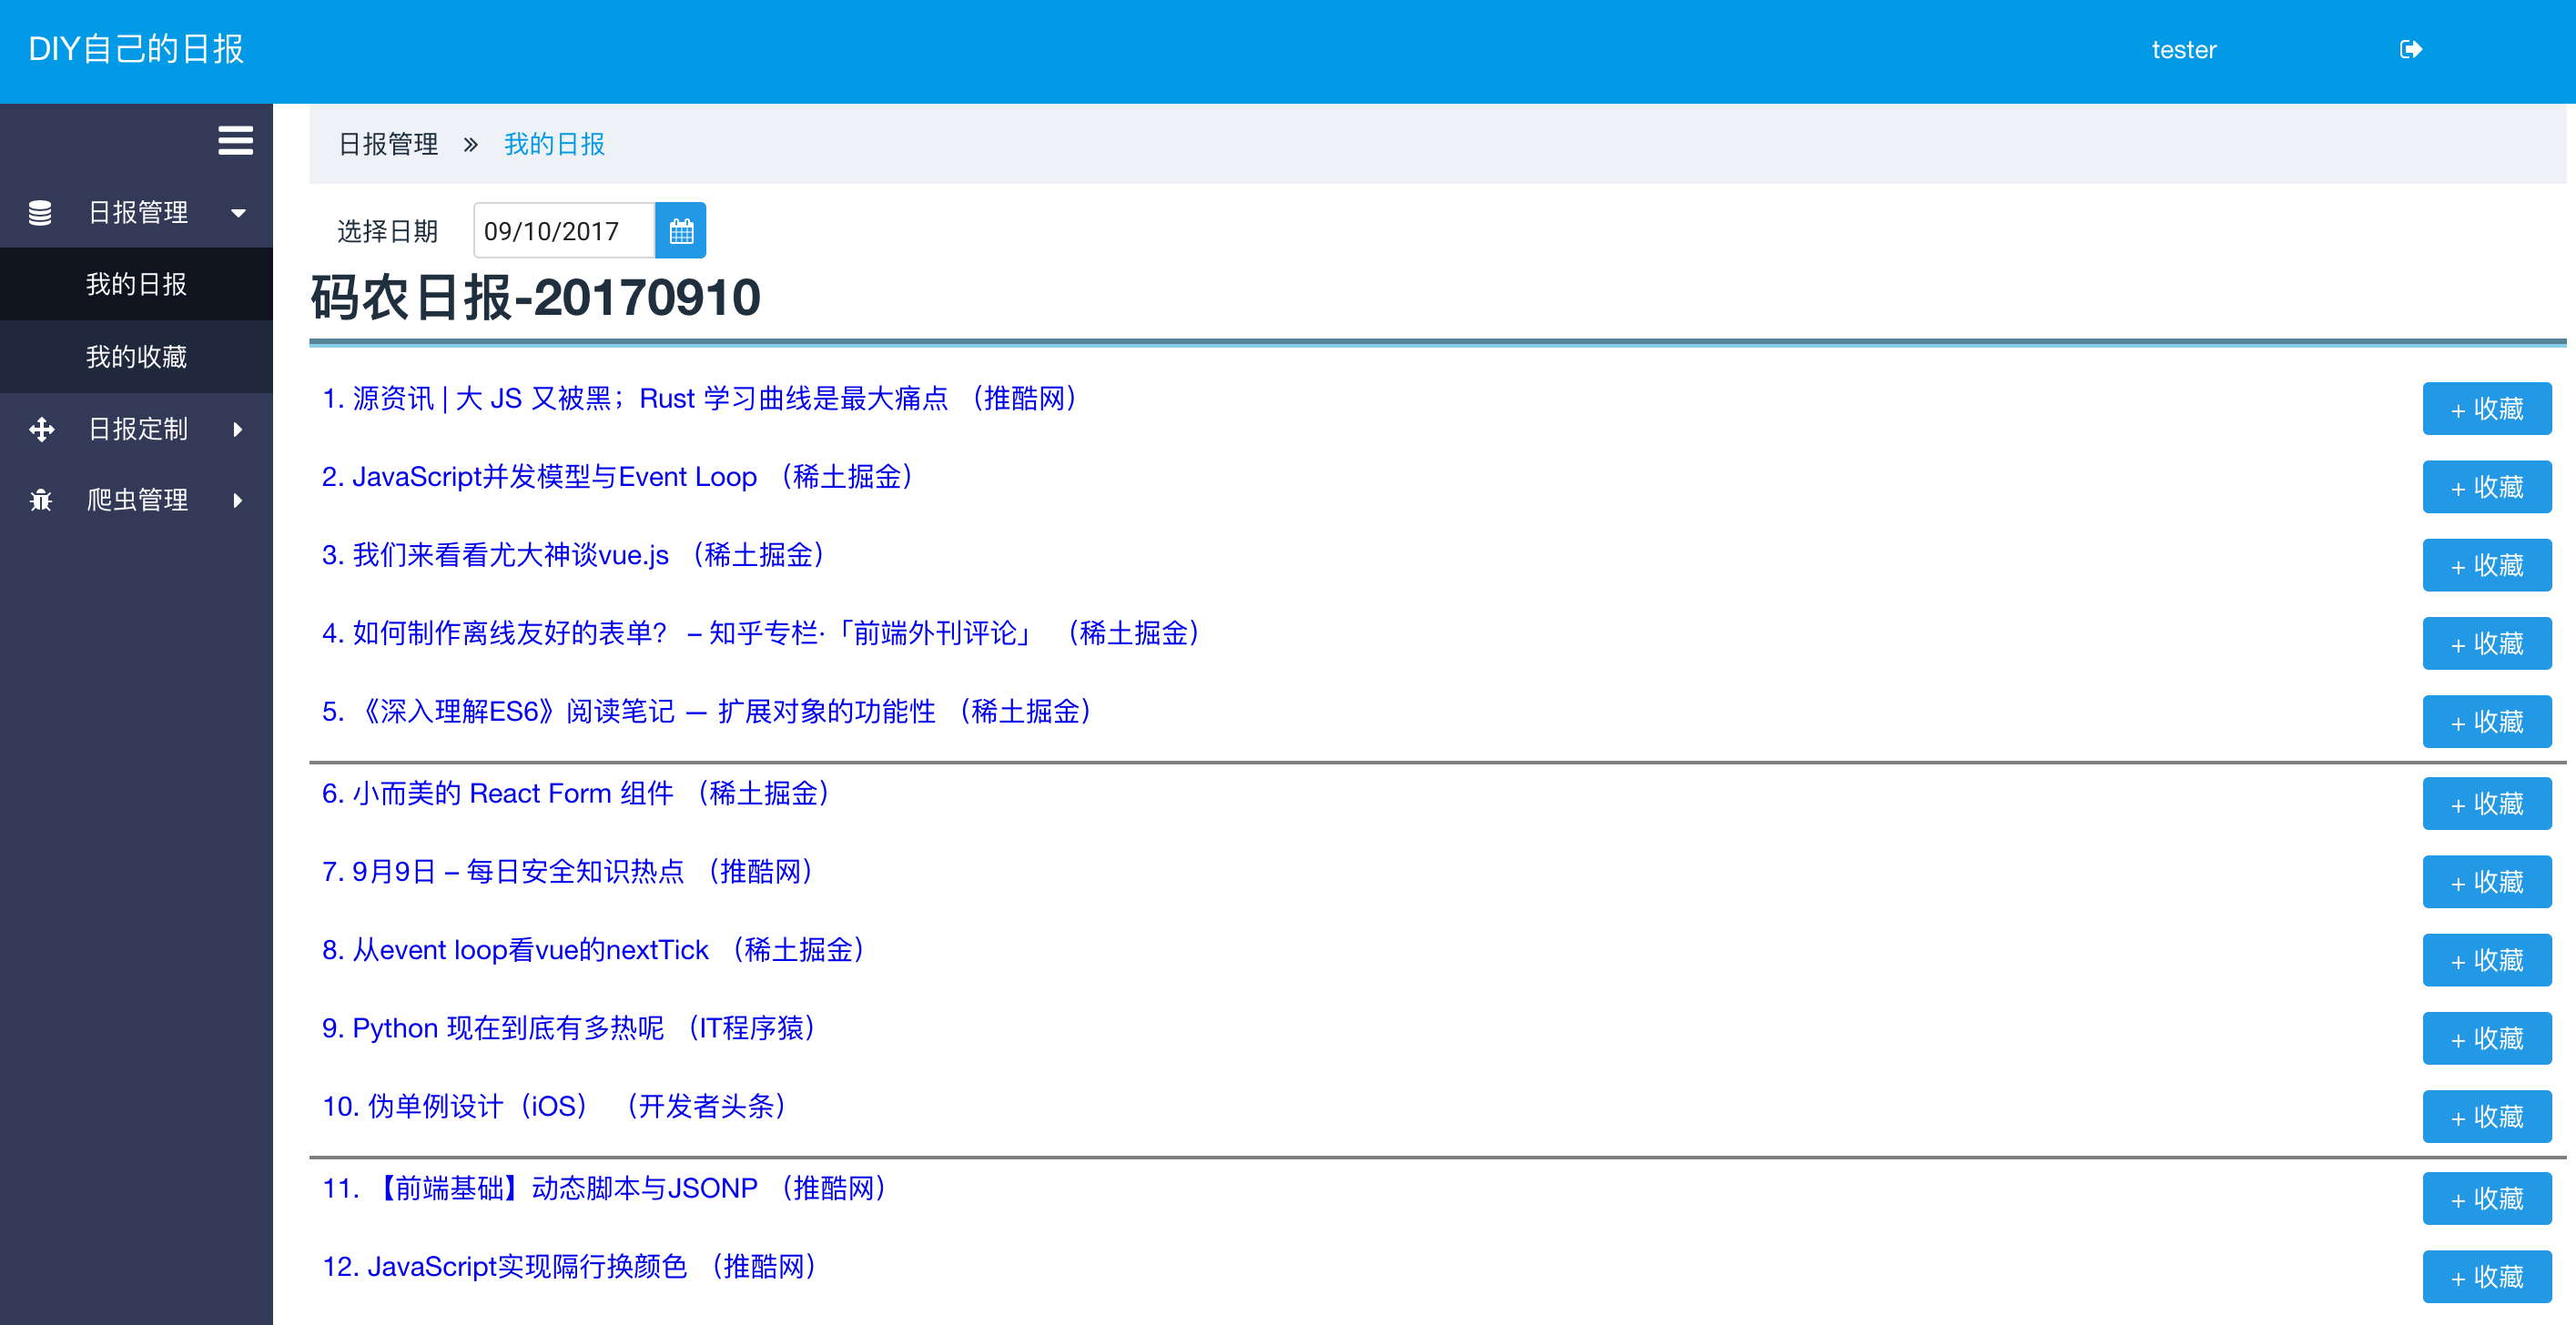 DIY自己的日报
tester
日报管理
我的日报
我的收藏
日报定制
爬虫管理
日报管理 » 我的日报
选择日期 09/10/2017
码农日报-20170910
1. 源资讯 | 大 JS 又被黑；Rust 学习曲线是最大痛点 （推酷网） + 收藏
2. JavaScript并发模型与Event Loop （稀土掘金） + 收藏
3. 我们来看看尤大神谈vue.js （稀土掘金） + 收藏
4. 如何制作离线友好的表单？ – 知乎专栏·「前端外刊评论」 （稀土掘金） + 收藏
5. 《深入理解ES6》阅读笔记 — 扩展对象的功能性 （稀土掘金） + 收藏
6. 小而美的 React Form 组件 （稀土掘金） + 收藏
7. 9月9日 – 每日安全知识热点 （推酷网） + 收藏
8. 从event loop看vue的nextTick （稀土掘金） + 收藏
9. Python 现在到底有多热呢 （IT程序猿） + 收藏
10. 伪单例设计（iOS） （开发者头条） + 收藏
11. 【前端基础】动态脚本与JSONP （推酷网） + 收藏
12. JavaScript实现隔行换颜色 （推酷网） + 收藏